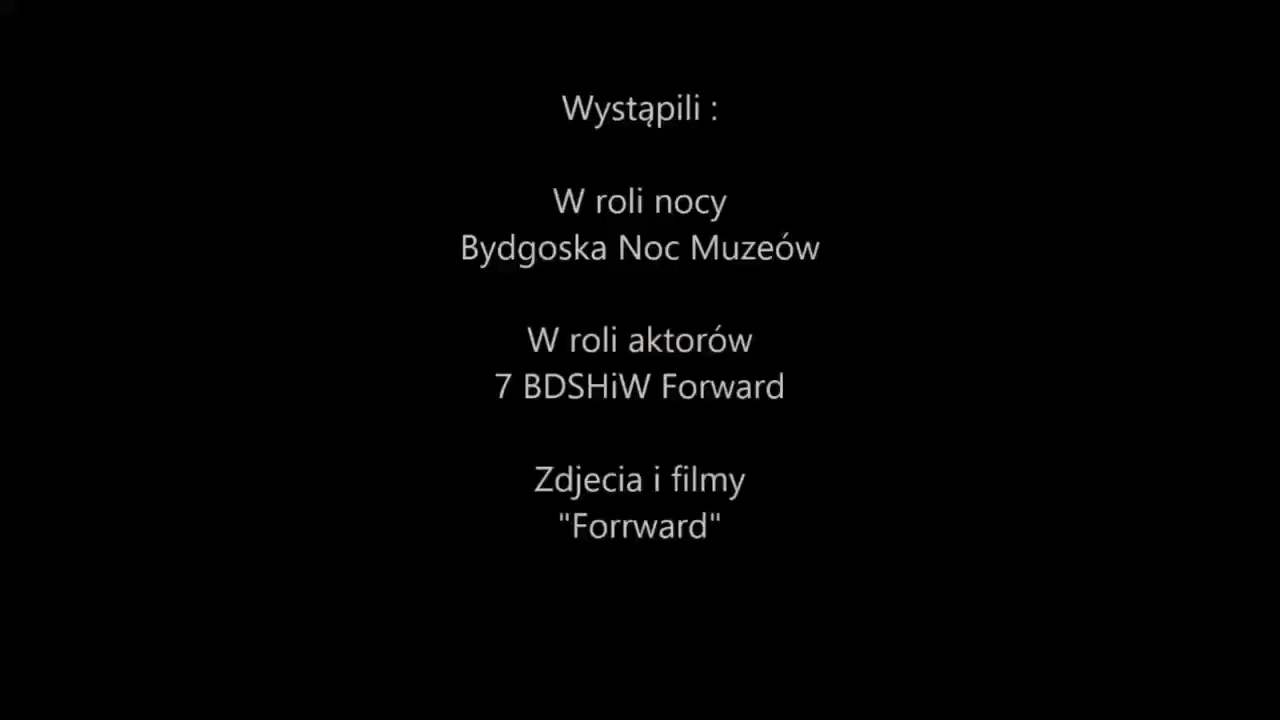 Wystąpili :
W roli nocy
Bydgoska Noc Muzeów
W roli aktorów
7 BDSHiW Forward
Zdjecia i filmy
"Forrward"